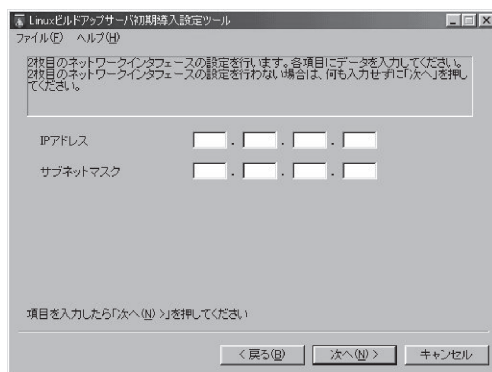 Linuxビルドアップサーバ初期導入設定ツール
ファイル(F) ヘルプ(H)
2枚目のネットワークインタフェースの設定を行います。各項目にデータを入力してください。
2枚目のネットワークインタフェースの設定を行わない場合は、何も入力せずに「次へ」を押し
てください。
IPアドレス . . .
サブネットマスク . . .
項目を入力したら「次へ(N) >」を押してください
< 戻る(B) 次へ(N) > キャンセル